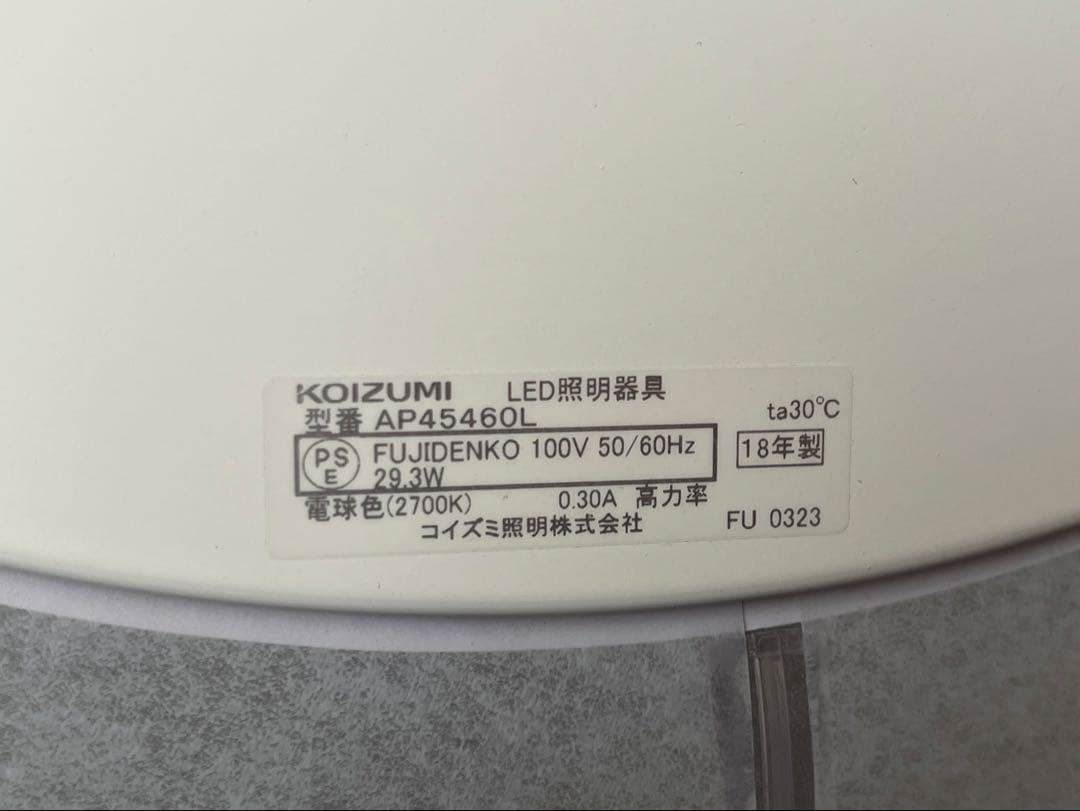 KOIZUMI LED照明器具
型番 AP45460L ta30℃
PSE FUJIDENKO 100V 50/60Hz 18年製
29.3W
電球色(2700K) 0.30A 高力率
コイズミ照明株式会社 FU 0323